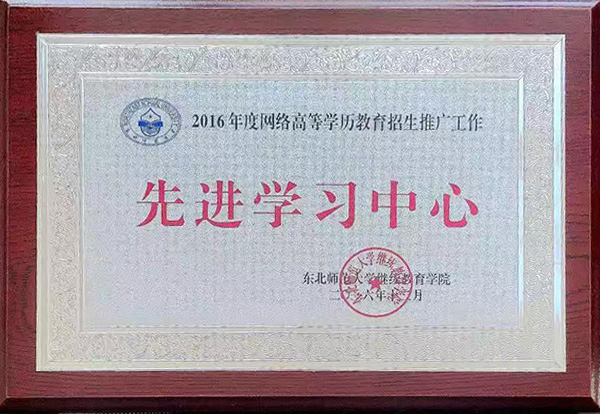 2016年度网络高等学历教育招生推广工作
先进学习中心
东北师范大学继续教育学院
二〇一六年十二月